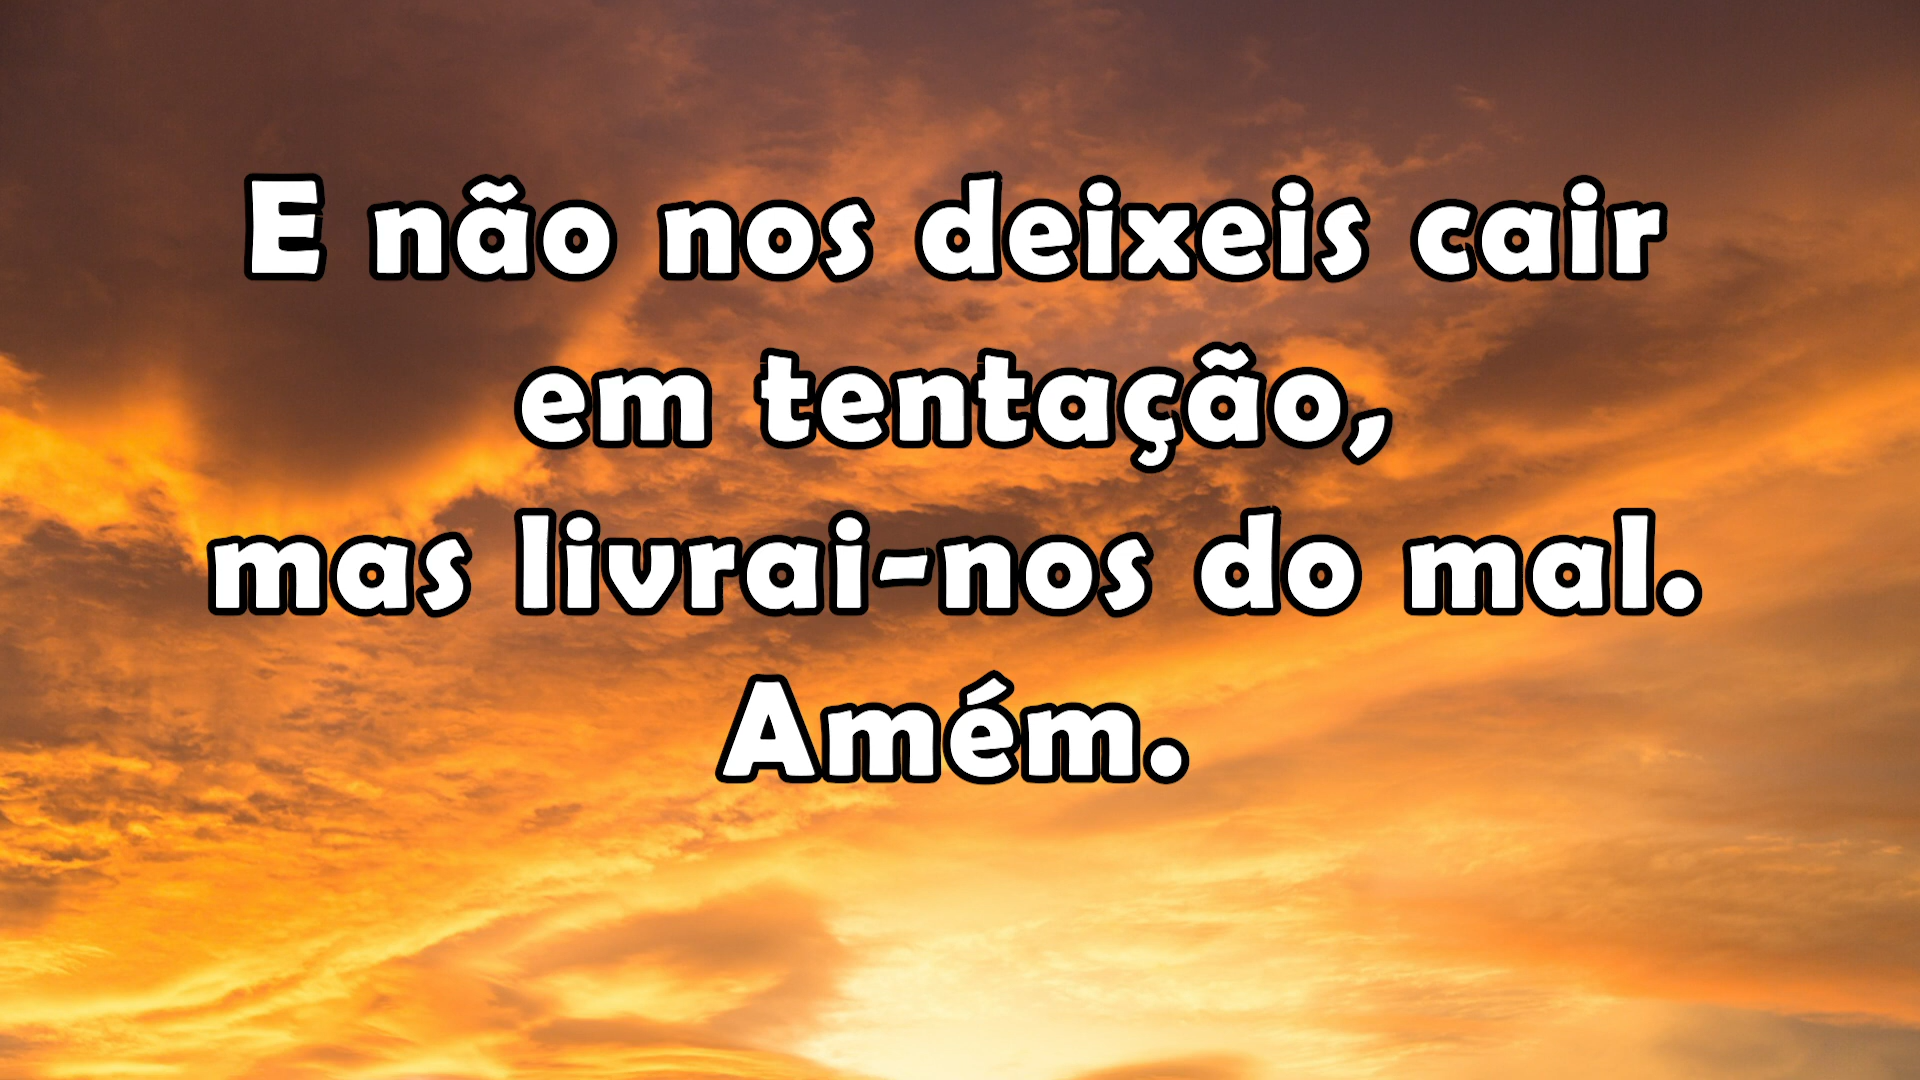 E não nos deixeis cair
em tentação,
mas livrai-nos do mal.
Amém.